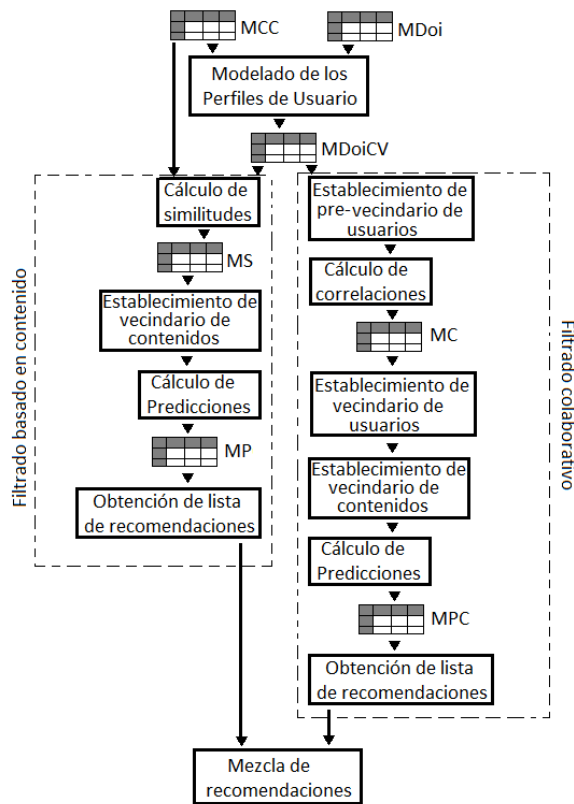 MCC
MDoi
Modelado de los
Perfiles de Usuario
MDoiCV
Filtrado basado en contenido
Cálculo de
similitudes
MS
Establecimiento de
vecindario de
contenidos
Cálculo de
Predicciones
MP
Obtención de lista
de recomendaciones
Filtrado colaborativo
Establecimiento de
pre-vecindario de
usuarios
Cálculo de
correlaciones
MC
Establecimiento de
vecindario de
usuarios
Establecimiento de
vecindario de
contenidos
Cálculo de
Predicciones
MPC
Obtención de lista
de recomendaciones
Mezcla de
recomendaciones